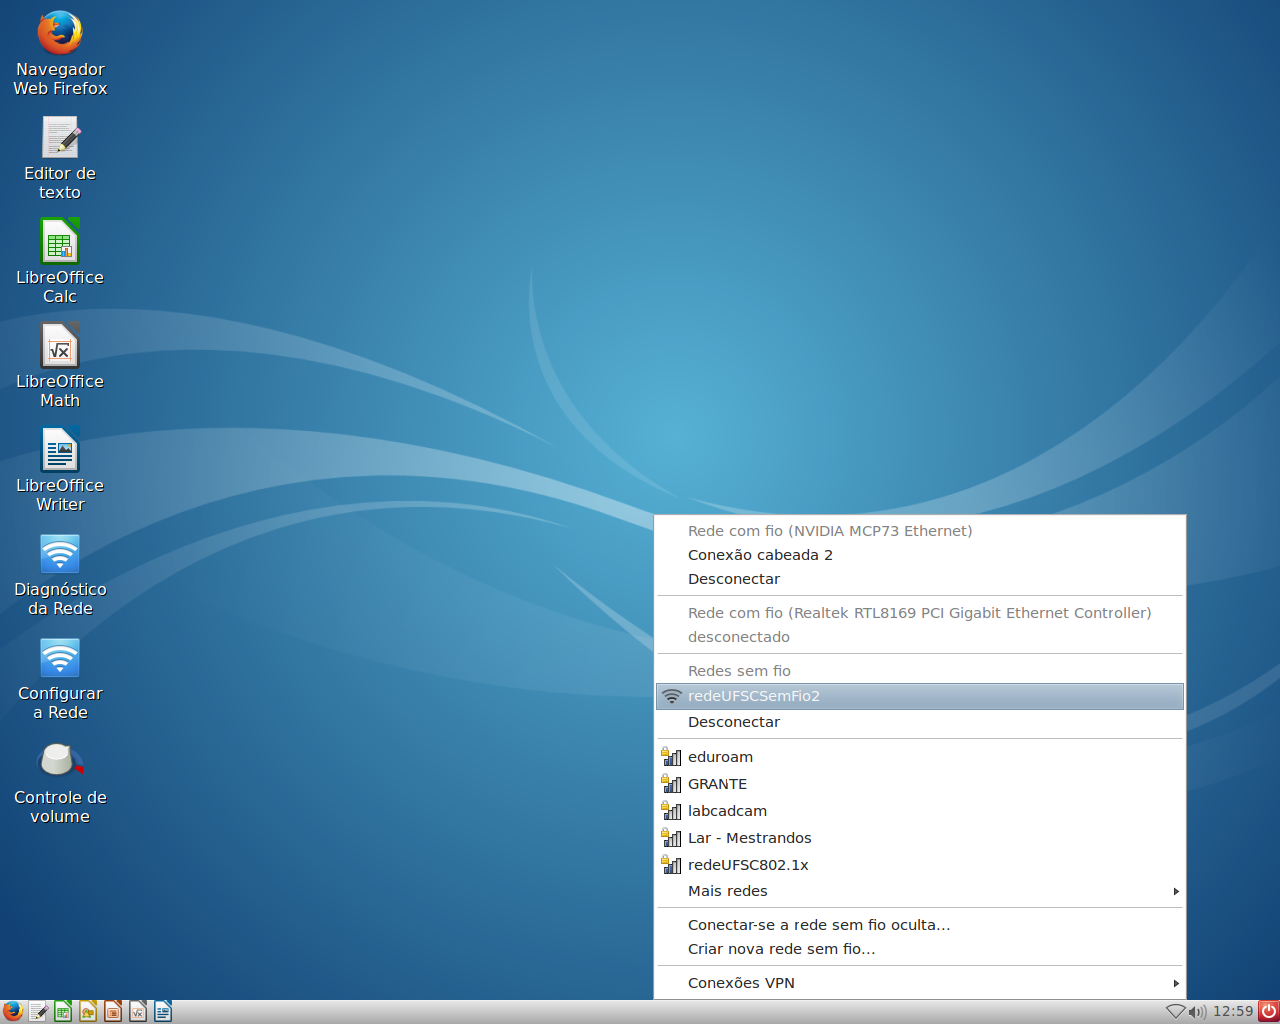 Navegador
Web Firefox
Editor de
texto
LibreOffice
Calc
LibreOffice
Math
LibreOffice
Writer
Diagnóstico
da Rede
Configurar
a Rede
Controle de
volume
Rede com fio (NVIDIA MCP73 Ethernet)
Conexão cabeada 2
Desconectar
Rede com fio (Realtek RTL8169 PCI Gigabit Ethernet Controller)
desconectado
Redes sem fio
redeUFSCSemFio2
Desconectar
eduroam
GRANTE
labcadcam
Lar - Mestrandos
redeUFSC802.1x
Mais redes
Conectar-se a rede sem fio oculta...
Criar nova rede sem fio...
Conexões VPN
12:59